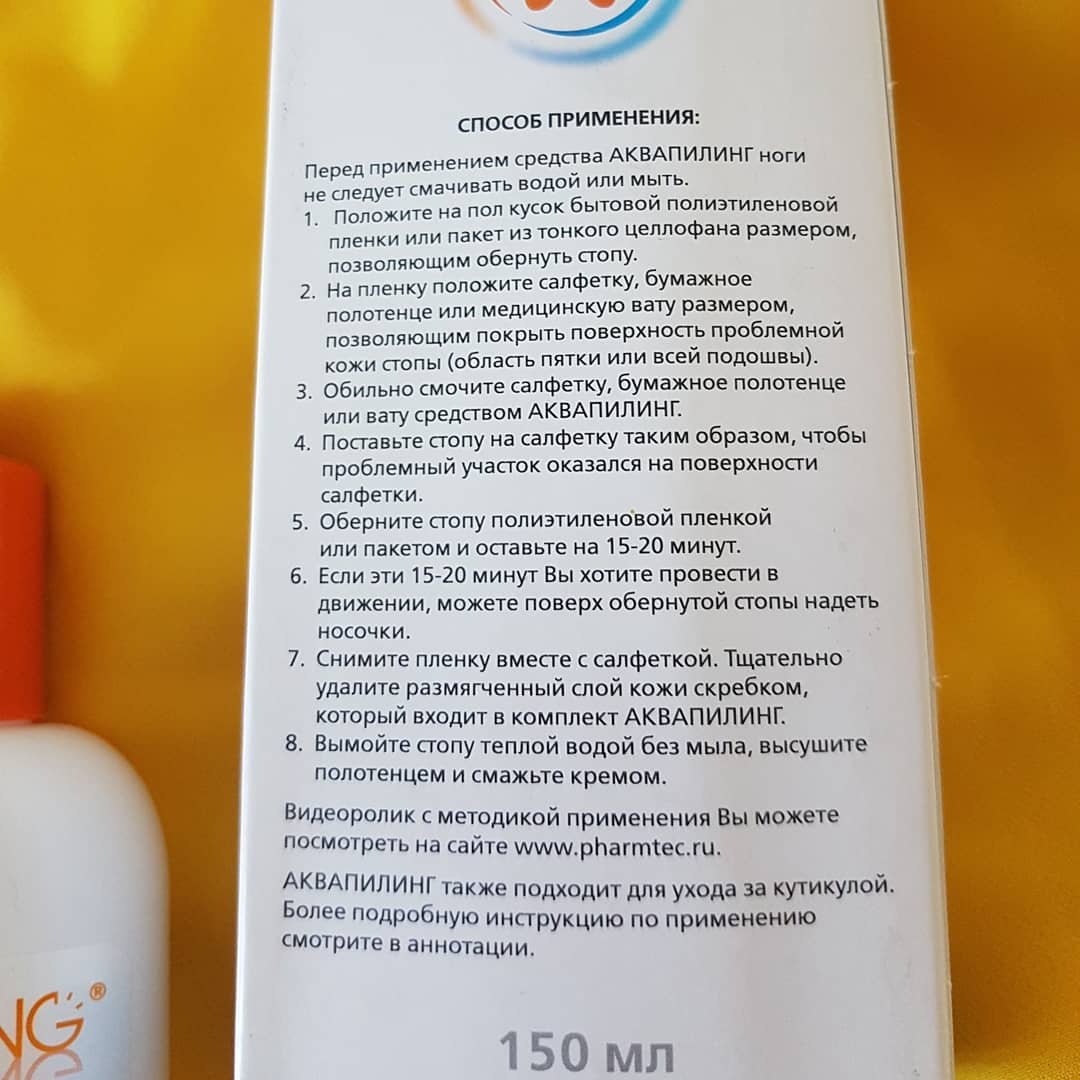 СПОСОБ ПРИМЕНЕНИЯ:
Перед применением средства АКВАПИЛИНГ ноги
не следует смачивать водой или мыть.
1. Положите на пол кусок бытовой полиэтиленовой
пленки или пакет из тонкого целлофана размером,
позволяющим обернуть стопу.
2. На пленку положите салфетку, бумажное
полотенце или медицинскую вату размером,
позволяющим покрыть поверхность проблемной
кожи стопы (область пятки или всей подошвы).
3. Обильно смочите салфетку, бумажное полотенце
или вату средством АКВАПИЛИНГ.
4. Поставьте стопу на салфетку таким образом, чтобы
проблемный участок оказался на поверхности
салфетки.
5. Оберните стопу полиэтиленовой пленкой
или пакетом и оставьте на 15-20 минут.
6. Если эти 15-20 минут Вы хотите провести в
движении, можете поверх обернутой стопы надеть
носочки.
7. Снимите пленку вместе с салфеткой. Тщательно
удалите размягченный слой кожи скребком,
который входит в комплект АКВАПИЛИНГ.
8. Вымойте стопу теплой водой без мыла, высушите
полотенцем и смажьте кремом.
Видеоролик с методикой применения Вы можете
посмотреть на сайте www.pharmtec.ru.
АКВАПИЛИНГ также подходит для ухода за кутикулой.
Более подробную инструкцию по применению
смотрите в аннотации.
150 мл
NG®